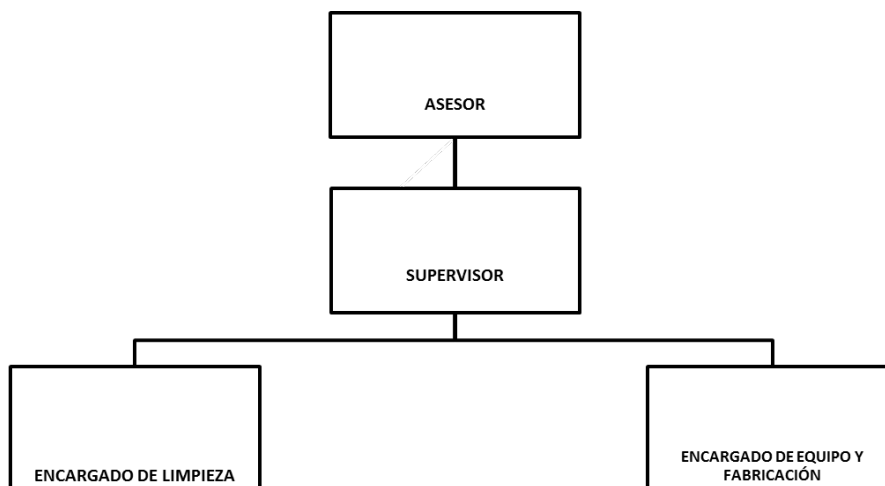 ASESOR
SUPERVISOR
ENCARGADO DE LIMPIEZA
ENCARGADO DE EQUIPO Y
FABRICACIÓN